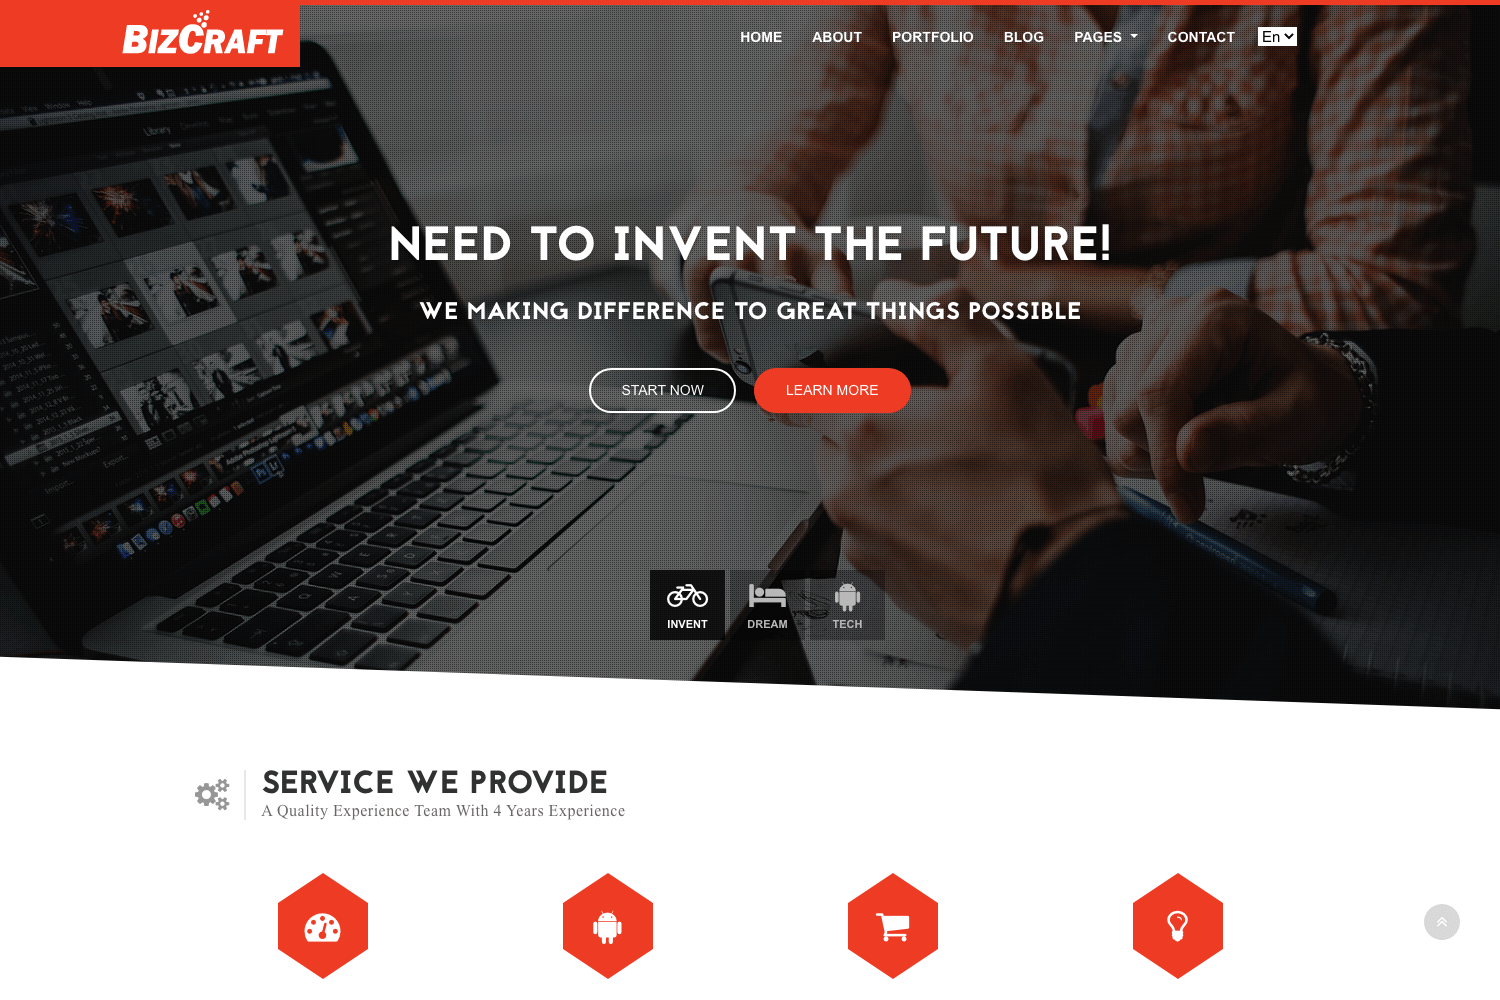 BIZCRAFT
HOME ABOUT PORTFOLIO BLOG PAGES CONTACT En
NEED TO INVENT THE FUTURE!
WE MAKING DIFFERENCE TO GREAT THINGS POSSIBLE
START NOW LEARN MORE
INVENT DREAM TECH
SERVICE WE PROVIDE
A Quality Experience Team With 4 Years Experience